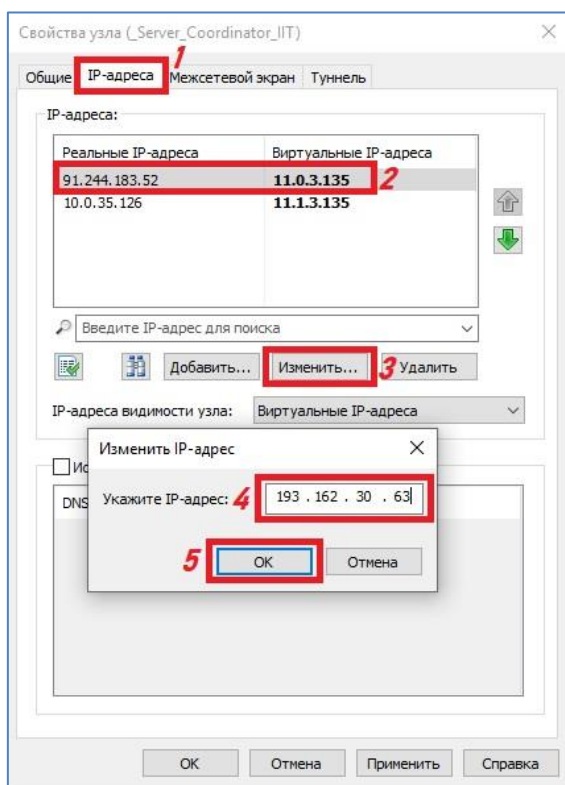 Свойства узла (_Server_Coordinator_IIT)
1
Общие IP-адреса Межсетевой экран Туннель
IP-адреса:
Реальные IP-адреса Виртуальные IP-адреса
91.244.183.52 11.0.3.135 2
10.0.35.126 11.1.3.135
Введите IP-адрес для поиска
Добавить... Изменить... 3 Удалить
IP-адреса видимости узла: Виртуальные IP-адреса
Изменить IP-адрес
Укажите IP-адрес: 4 193 . 162 . 30 . 63
DNS
5 OK Отмена
OK Отмена Применить Справка